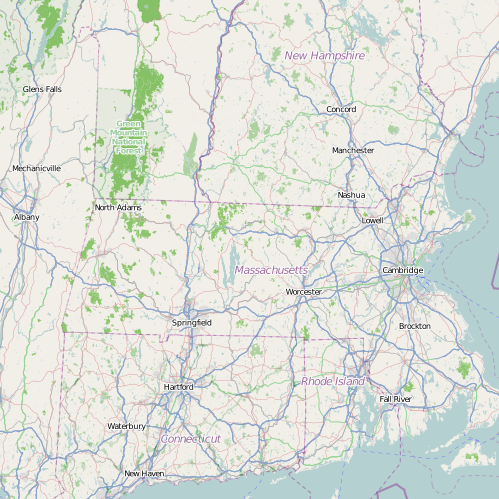 New Hampshire
Glens Falls
Concord
Green
Mountain
National
Forest
Manchester
Mechanicville
Nashua
North Adams
Albany
Lowell
Massachusetts
Cambridge
Worcester
Springfield
Brockton
Rhode Island
Hartford
Fall River
Waterbury
Connecticut
New Haven